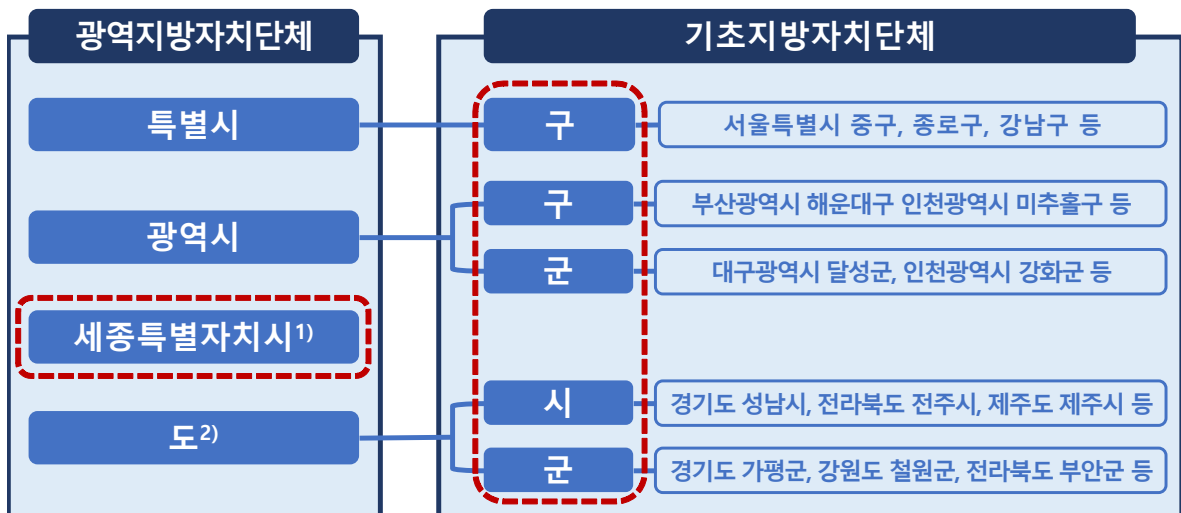 광역지방자치단체
기초지방자치단체
특별시
구
서울특별시 중구, 종로구, 강남구 등
광역시
구
부산광역시 해운대구 인천광역시 미추홀구 등
군
대구광역시 달성군, 인천광역시 강화군 등
세종특별자치시1)
도2)
시
경기도 성남시, 전라북도 전주시, 제주도 제주시 등
군
경기도 가평군, 강원도 철원군, 전라북도 부안군 등